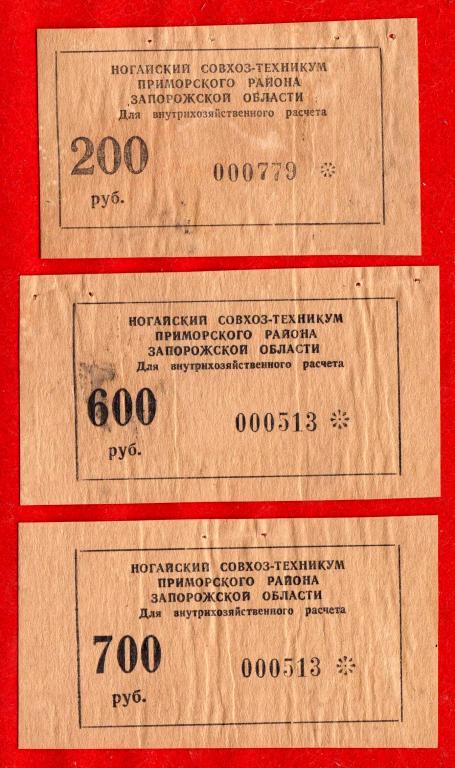 НОГАЙСКИЙ СОВХОЗ-ТЕХНИКУМ
ПРИМОРСКОГО РАЙОНА
ЗАПОРОЖСКОЙ ОБЛАСТИ
Для внутрихозяйственного расчета
200
000779 *
руб.
НОГАЙСКИЙ СОВХОЗ-ТЕХНИКУМ
ПРИМОРСКОГО РАЙОНА
ЗАПОРОЖСКОЙ ОБЛАСТИ
Для внутрихозяйственного расчета
600
000513 *
руб.
НОГАЙСКИЙ СОВХОЗ-ТЕХНИКУМ
ПРИМОРСКОГО РАЙОНА
ЗАПОРОЖСКОЙ ОБЛАСТИ
Для внутрихозяйственного расчета
700
000513 *
руб.